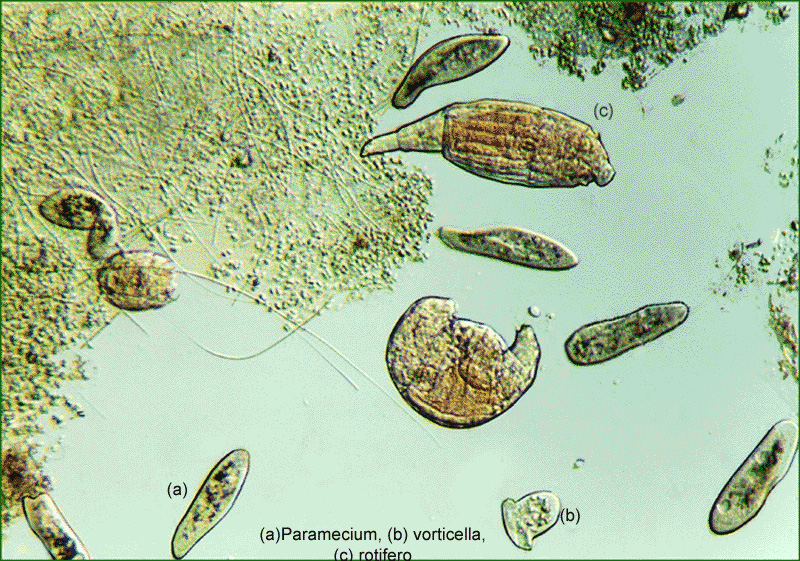 (c)
(a)
(b)
(a)Paramecium, (b) vorticella,
(c) rotifero